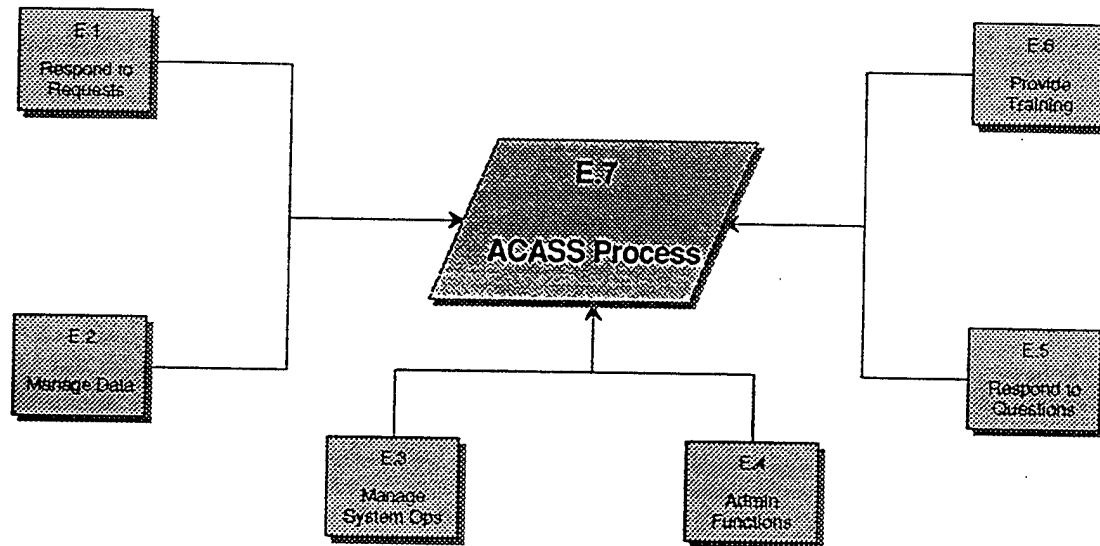 E.1
Respond to
Requests
E.6
Provide
Training
E.7
ACASS Process
E.2
Manage Data
E.5
Respond to
Questions
E.3
Manage
System Ops
E.4
Admin
Functions